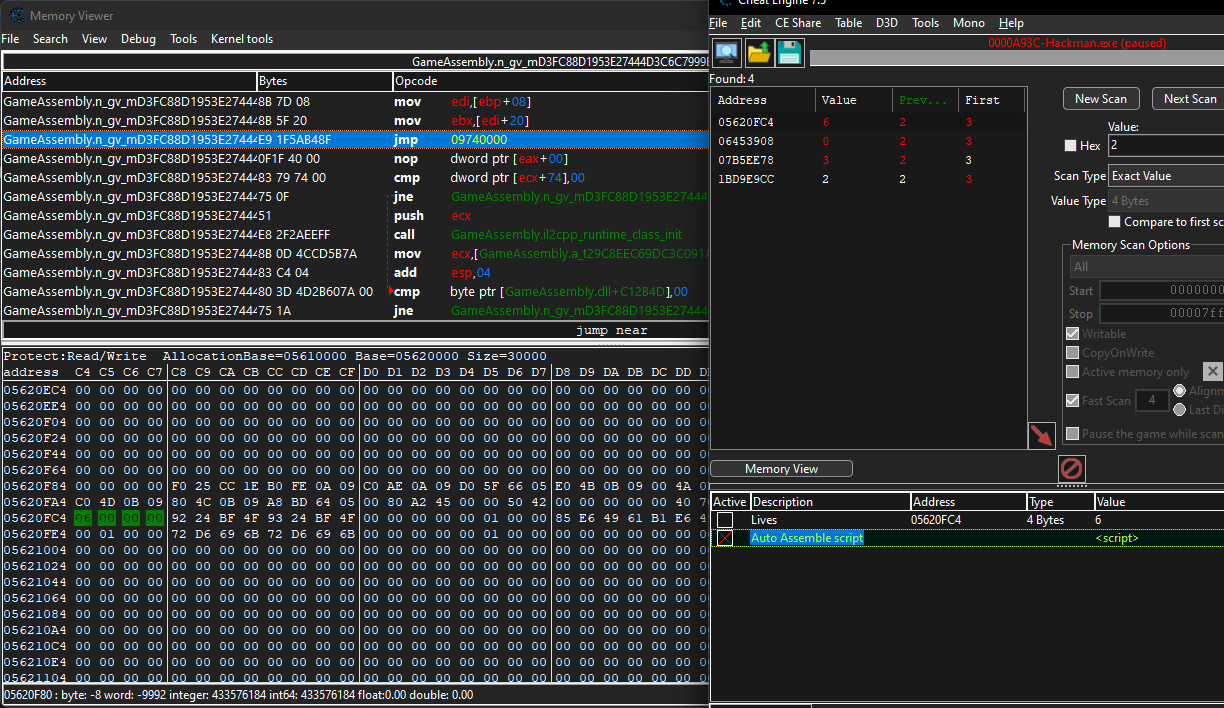 Memory Viewer
File Search View Debug Tools Kernel tools
GameAssembly.n_gv_mD3FC88D1953E27444D3C6C7999E
Address Bytes Opcode
GameAssembly.n_gv_mD3FC88D1953E27444 8B 7D 08 mov edi,[ebp+08]
GameAssembly.n_gv_mD3FC88D1953E27444 8B 5F 20 mov ebx,[edi+20]
GameAssembly.n_gv_mD3FC88D1953E27444 E9 1F5AB48F jmp 09740000
GameAssembly.n_gv_mD3FC88D1953E27444 0F1F 40 00 nop dword ptr [eax+00]
GameAssembly.n_gv_mD3FC88D1953E27444 83 79 74 00 cmp dword ptr [ecx+74],00
GameAssembly.n_gv_mD3FC88D1953E27444 75 0F jne GameAssembly.n_gv_mD3FC88D1953E27444
GameAssembly.n_gv_mD3FC88D1953E27444 51 push ecx
GameAssembly.n_gv_mD3FC88D1953E27444 E8 2F2AEEFF call GameAssembly.il2cpp_runtime_class_init
GameAssembly.n_gv_mD3FC88D1953E27444 8B 0D 4CCD5B7A mov ecx,[GameAssembly.a_t29C8EEC69DC3C091A
GameAssembly.n_gv_mD3FC88D1953E27444 83 C4 04 add esp,04
GameAssembly.n_gv_mD3FC88D1953E27444 80 3D 4D2B607A 00 cmp byte ptr [GameAssembly.dll+C12B4D],00
GameAssembly.n_gv_mD3FC88D1953E27444 75 1A jne GameAssembly.n_gv_mD3FC88D1953E27444
jump near
Protect:Read/Write AllocationBase=05610000 Base=05620000 Size=30000
address C4 C5 C6 C7 C8 C9 CA CB CC CD CE CF D0 D1 D2 D3 D4 D5 D6 D7 D8 D9 DA DB DC DD
05620EC4 00 00 00 00 00 00 00 00 00 00 00 00 00 00 00 00 00 00 00 00 00 00 00 00 00 00
05620EE4 00 00 00 00 00 00 00 00 00 00 00 00 00 00 00 00 00 00 00 00 00 00 00 00 00 00
05620F04 00 00 00 00 00 00 00 00 00 00 00 00 00 00 00 00 00 00 00 00 00 00 00 00 00 00
05620F24 00 00 00 00 00 00 00 00 00 00 00 00 00 00 00 00 00 00 00 00 00 00 00 00 00 00
05620F44 00 00 00 00 00 00 00 00 00 00 00 00 00 00 00 00 00 00 00 00 00 00 00 00 00 00
05620F64 00 00 00 00 00 00 00 00 00 00 00 00 00 00 00 00 00 00 00 00 00 00 00 00 00 00
05620F84 00 00 00 00 F0 25 CC 1E B0 FE 0A 09 C0 AE 0A 09 D0 5F 66 05 E0 4B 0B 09 00 4A
05620FA4 C0 4D 0B 09 80 4C 0B 09 A8 BD 64 05 00 80 A2 45 00 00 50 42 00 00 00 00 00 40
05620FC4 06 00 00 00 92 24 BF 4F 93 24 BF 4F 00 00 00 00 00 01 00 00 85 E6 49 61 B1 E6
05620FE4 00 01 00 00 72 D6 69 6B 72 D6 69 6B 00 00 00 00 00 01 00 00 00 00 00 00 00 00
05621004 00 00 00 00 00 00 00 00 00 00 00 00 00 00 00 00 00 00 00 00 00 00 00 00 00 00
05621024 00 00 00 00 00 00 00 00 00 00 00 00 00 00 00 00 00 00 00 00 00 00 00 00 00 00
05621044 00 00 00 00 00 00 00 00 00 00 00 00 00 00 00 00 00 00 00 00 00 00 00 00 00 00
05621064 00 00 00 00 00 00 00 00 00 00 00 00 00 00 00 00 00 00 00 00 00 00 00 00 00 00
05621084 00 00 00 00 00 00 00 00 00 00 00 00 00 00 00 00 00 00 00 00 00 00 00 00 00 00
056210A4 00 00 00 00 00 00 00 00 00 00 00 00 00 00 00 00 00 00 00 00 00 00 00 00 00 00
056210C4 00 00 00 00 00 00 00 00 00 00 00 00 00 00 00 00 00 00 00 00 00 00 00 00 00 00
056210E4 00 00 00 00 00 00 00 00 00 00 00 00 00 00 00 00 00 00 00 00 00 00 00 00 00 00
05621104 00 00 00 00 00 00 00 00 00 00 00 00 00 00 00 00 00 00 00 00 00 00 00 00 00 00
05620F80 : byte: -8 word: -9992 integer: 433576184 int64: 433576184 float:0.00 double: 0.00
Cheat Engine 7.5
File Edit CE Share Table D3D Tools Mono Help
0000A93C-Hackman.exe (paused)
Found: 4
Address Value Prev... First
05620FC4 6 2 3
06453908 0 2 3
07B5EE78 3 2 3
1BD9E9CC 2 2 3
New Scan Next Scan
Value:
Hex 2
Scan Type Exact Value
Value Type 4 Bytes
Compare to first sc
Memory Scan Options
All
Start 0000000
Stop 00007ff
Writable
CopyOnWrite
Active memory only
Fast Scan 4 Alignm
Last Di
Pause the game while scan
Memory View
Active Description Address Type Value
Lives 05620FC4 4 Bytes 6
Auto Assemble script <script>